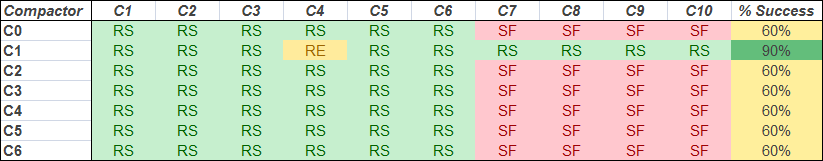 Compactor C1 C2 C3 C4 C5 C6 C7 C8 C9 C10 % Success
C0 RS RS RS RS RS RS SF SF SF SF 60%
C1 RS RS RS RE RS RS RS RS RS RS 90%
C2 RS RS RS RS RS RS SF SF SF SF 60%
C3 RS RS RS RS RS RS SF SF SF SF 60%
C4 RS RS RS RS RS RS SF SF SF SF 60%
C5 RS RS RS RS RS RS SF SF SF SF 60%
C6 RS RS RS RS RS RS SF SF SF SF 60%